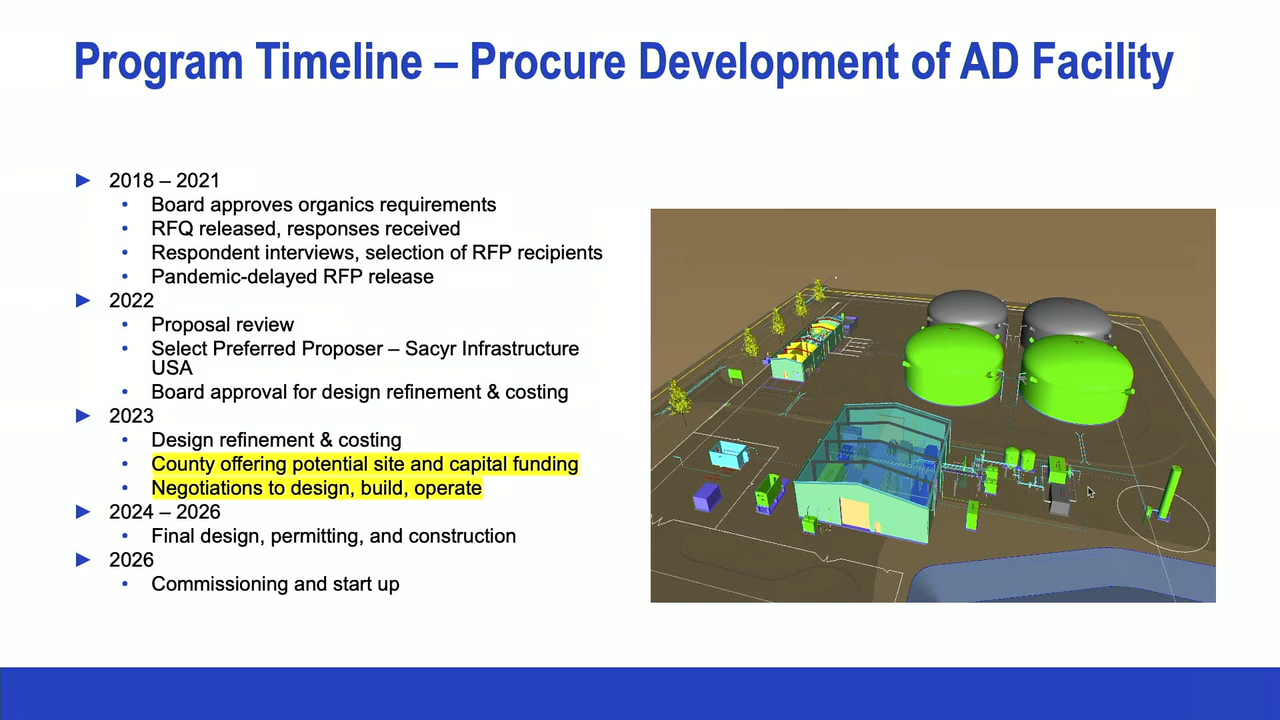 Program Timeline – Procure Development of AD Facility
2018 – 2021
Board approves organics requirements
RFQ released, responses received
Respondent interviews, selection of RFP recipients
Pandemic-delayed RFP release
2022
Proposal review
Select Preferred Proposer – Sacyr Infrastructure
USA
Board approval for design refinement & costing
2023
Design refinement & costing
County offering potential site and capital funding
Negotiations to design, build, operate
2024 – 2026
Final design, permitting, and construction
2026
Commissioning and start up